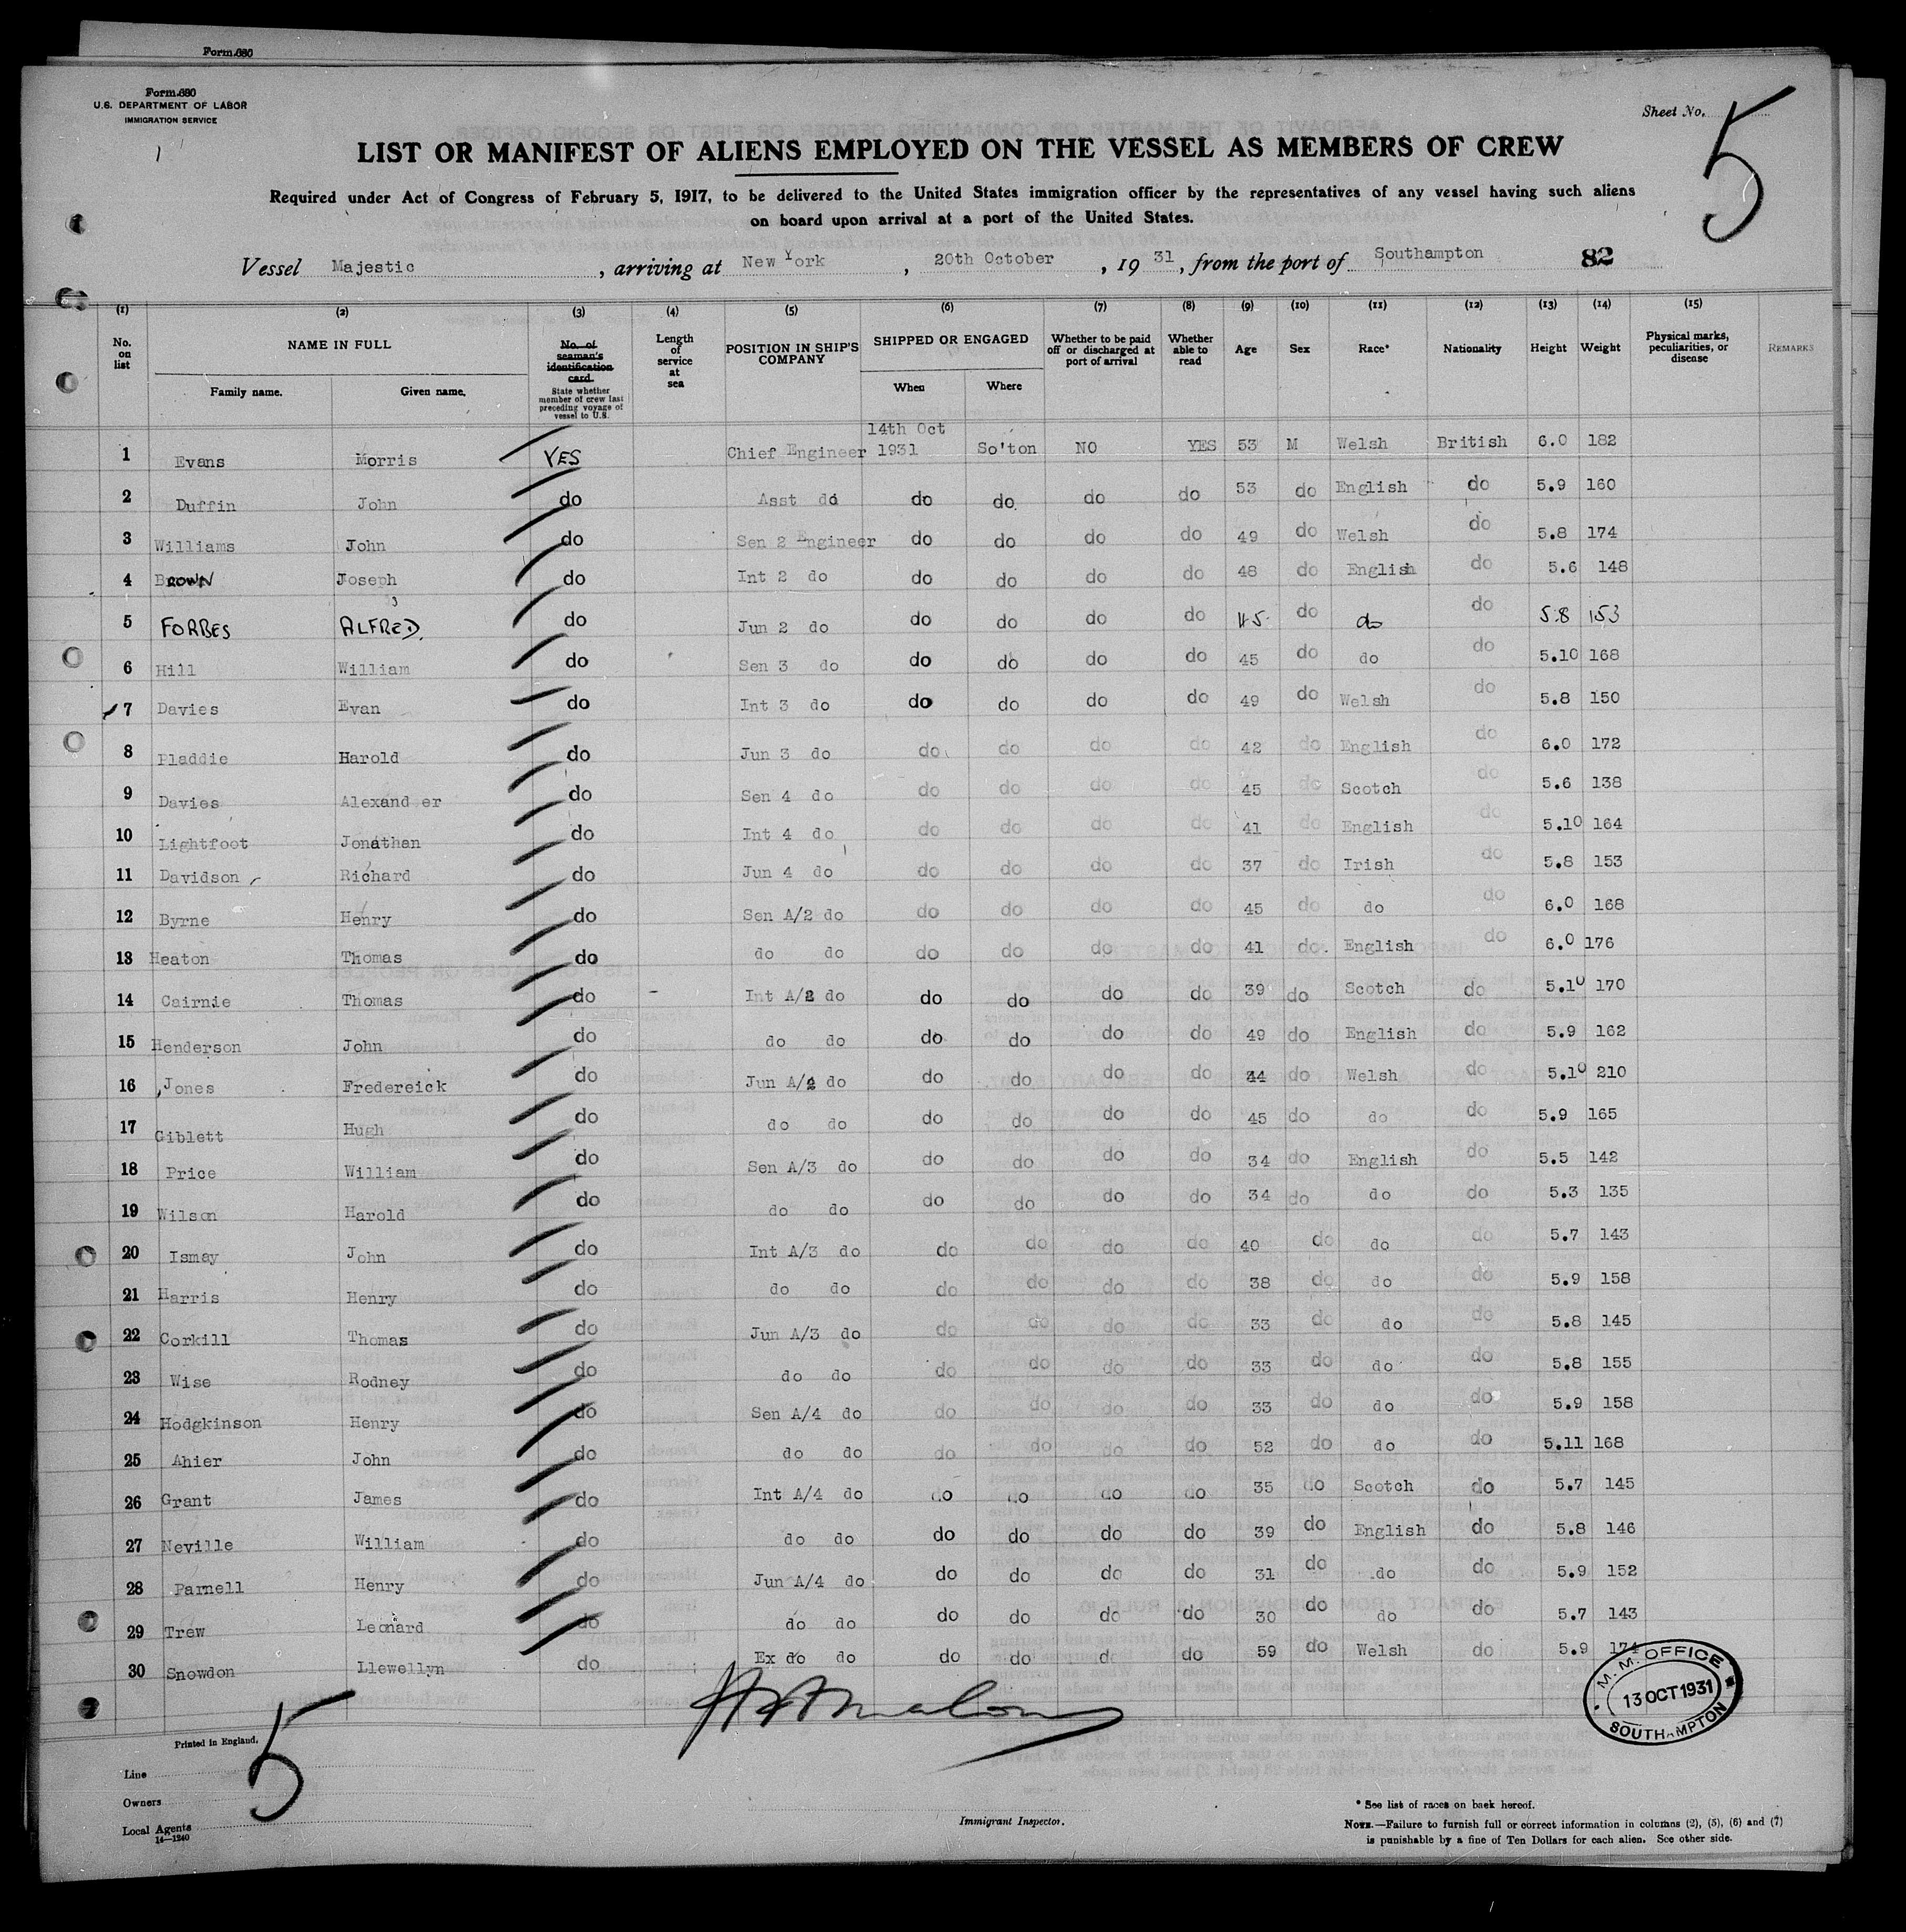 Form 680
Form 680
U.S. DEPARTMENT OF LABOR
IMMIGRATION SERVICE
Sheet No. 5
LIST OR MANIFEST OF ALIENS EMPLOYED ON THE VESSEL AS MEMBERS OF CREW
Required under Act of Congress of February 5, 1917, to be delivered to the United States immigration officer by the representatives of any vessel having such aliens
on board upon arrival at a port of the United States.
Vessel Majestic, arriving at New York, 20th October, 1931, from the port of Southampton 82
(1) (2) (3) (4) (5) (6) (7) (8) (9) (10) (11) (12) (13) (14) (15)
No. on list NAME IN FULL Family name. Given name. No. of seaman's identification card. State whether member of crew last preceding voyage of vessel to U.S. Length of service at sea POSITION IN SHIP'S COMPANY SHIPPED OR ENGAGED When Where Whether to be paid off or discharged at port of arrival Whether able to read Age Sex Race* Nationality Height Weight Physical marks, peculiarities, or disease REMARKS
1 Evans Morris YES Chief Engineer 14th Oct 1931 So'ton NO YES 53 M Welsh British 6.0 182
2 Duffin John do Asst do do do do do 53 do English do 5.9 160
3 Williams John do Sen 2 Engineer do do do do 49 do Welsh do 5.8 174
4 BROWN Joseph do Int 2 do do do do do 48 do English do 5.6 148
5 FORBES ALFRED. do Jun 2 do do do do do 45 do do do 5.8 153
6 Hill William do Sen 3 do do do do do 45 do do do 5.10 168
7 Davies Evan do Int 3 do do do do do 49 do Welsh do 5.8 150
8 Pladdie Harold do Jun 3 do do do do do 42 do English do 6.0 172
9 Davies Alexand er do Sen 4 do do do do do 45 do Scotch do 5.6 138
10 Lightfoot Jonathan do Int 4 do do do do do 41 do English do 5.10 164
11 Davidson Richard do Jun 4 do do do do do 37 do Irish do 5.8 153
12 Byrne Henry do Sen A/2 do do do do do 45 do do do 6.0 168
13 Heaton Thomas do do do do do do do 41 do. English do 6.0 176
14 Cairnie Thomas do Int A/2 do do do do do 39 do Scotch do 5.10 170
15 Henderson John do do do do do do do 49 do English do 5.9 162
16 Jones Fredereick do Jun A/2 do do do do do 44 do Welsh do 5.10 210
17 Giblett Hugh do do do do do do do 45 do do do 5.9 165
18 Price William do Sen A/3 do do do do do 34 do English do 5.5 142
19 Wilson Harold do do do do do do do 34 do do do 5.3 135
20 Ismay John do Int A/3 do do do do do 40 do do do 5.7 143
21 Harris Henry do do do do do do do 38 do do do 5.9 158
22 Corkill Thomas do Jun A/3 do do do do do 33 do do do 5.8 145
23 Wise Rodney do do do do do do do 33 do do do 5.8 155
24 Hodgkinson Henry do Sen A/4 do do do do do 33 do do do 5.9 158
25 Ahier John do do do do do do do 52 do do do 5.11 168
26 Grant James do Int A/4 do do do do do 35 do Scotch do 5.7 145
27 Neville William do do do do do do do 39 do English do 5.8 146
28 Parnell Henry do Jun A/4 do do do do do 31 do do do 5.9 152
29 Trew Leonard do do do do do do do 30 do do do 5.7 143
30 Snowdon Llewellyn do Ex do do do do do do 59 do Welsh do 5.9 174
M.M. OFFICE
13 OCT 1931
SOUTHAMPTON
Printed in England.
5
Line
Owners
Local Agents
14—1240
Immigrant Inspector.
* See list of races on back hereof.
NOTE.—Failure to furnish full or correct information in columns (2), (5), (6) and (7)
is punishable by a fine of Ten Dollars for each alien. See other side.